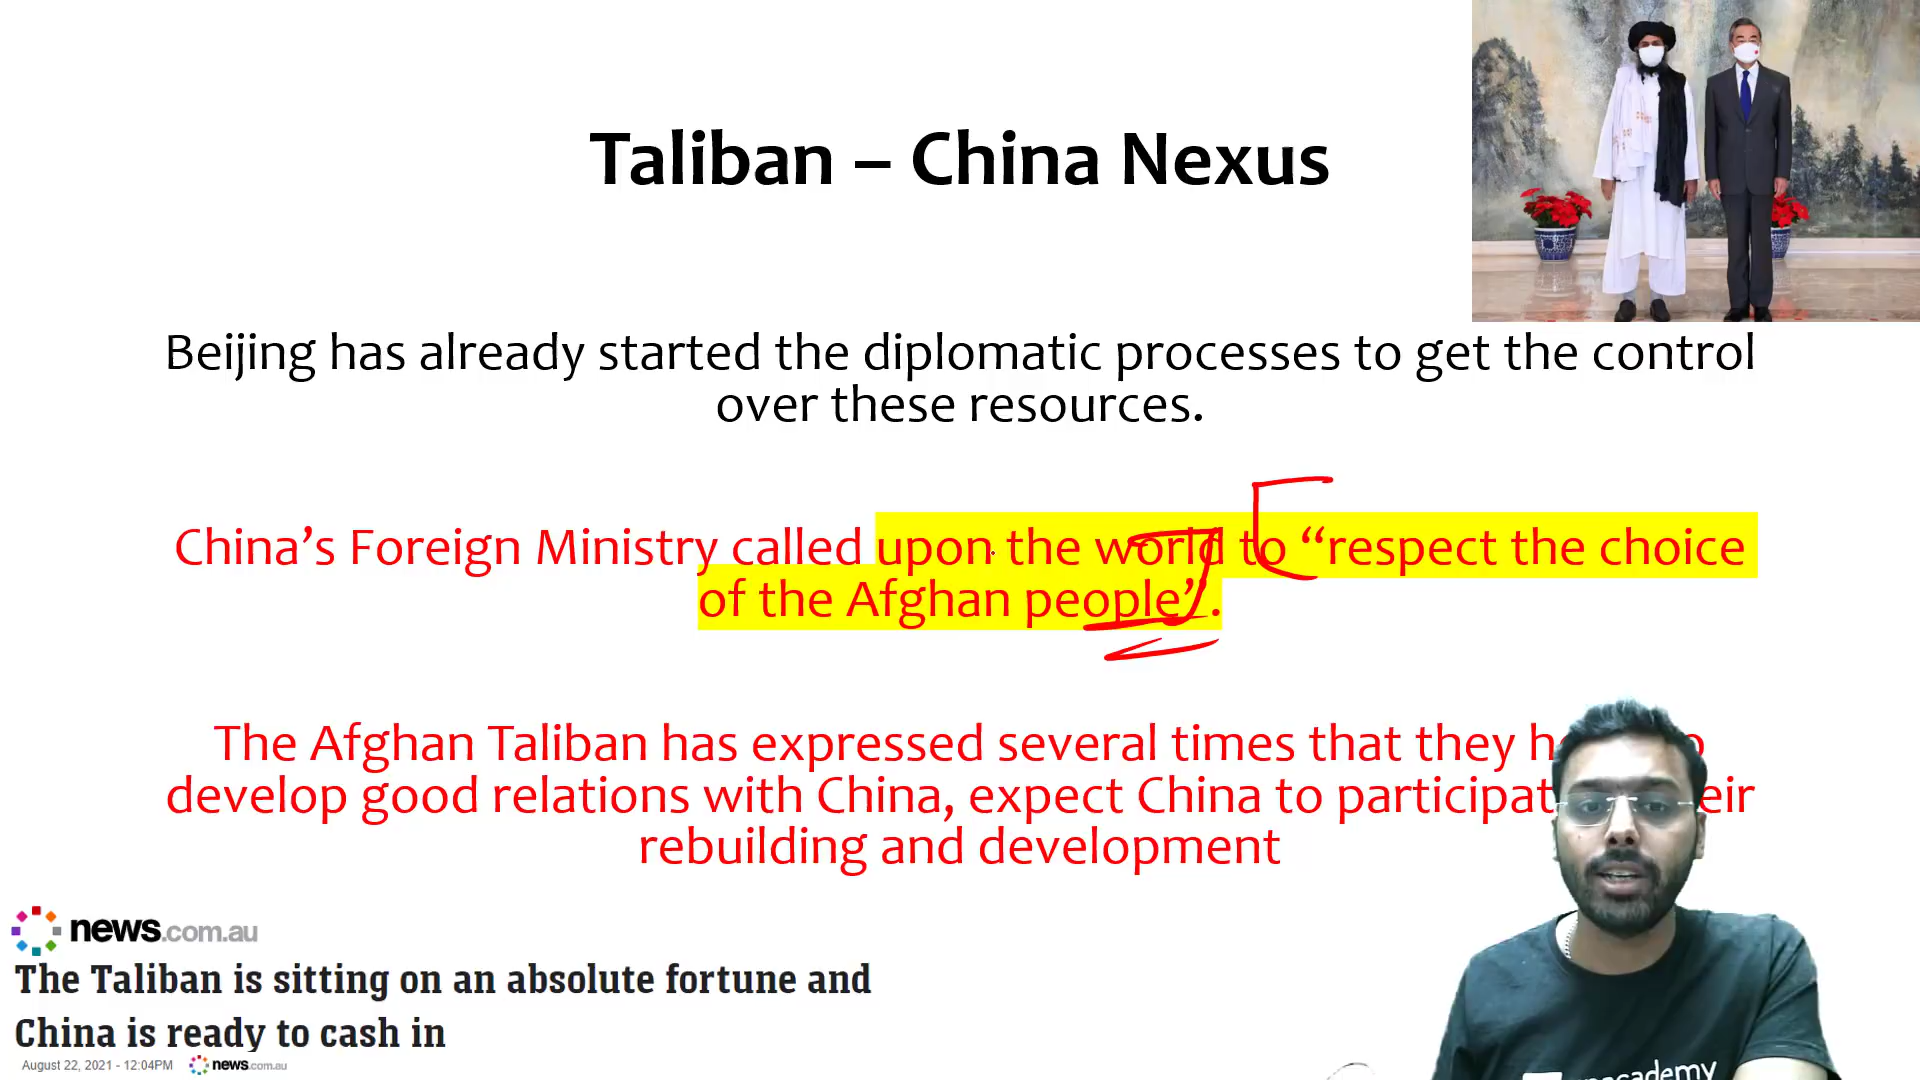 Taliban – China Nexus
Beijing has already started the diplomatic processes to get the control
over these resources.
China’s Foreign Ministry called upon the world to “respect the choice
of the Afghan people”.
The Afghan Taliban has expressed several times that they
develop good relations with China, expect China to
rebuilding and development
news.com.au
The Taliban is sitting on an absolute fortune and
China is ready to cash in
August 22, 2021 - 12:04PM news.com.au